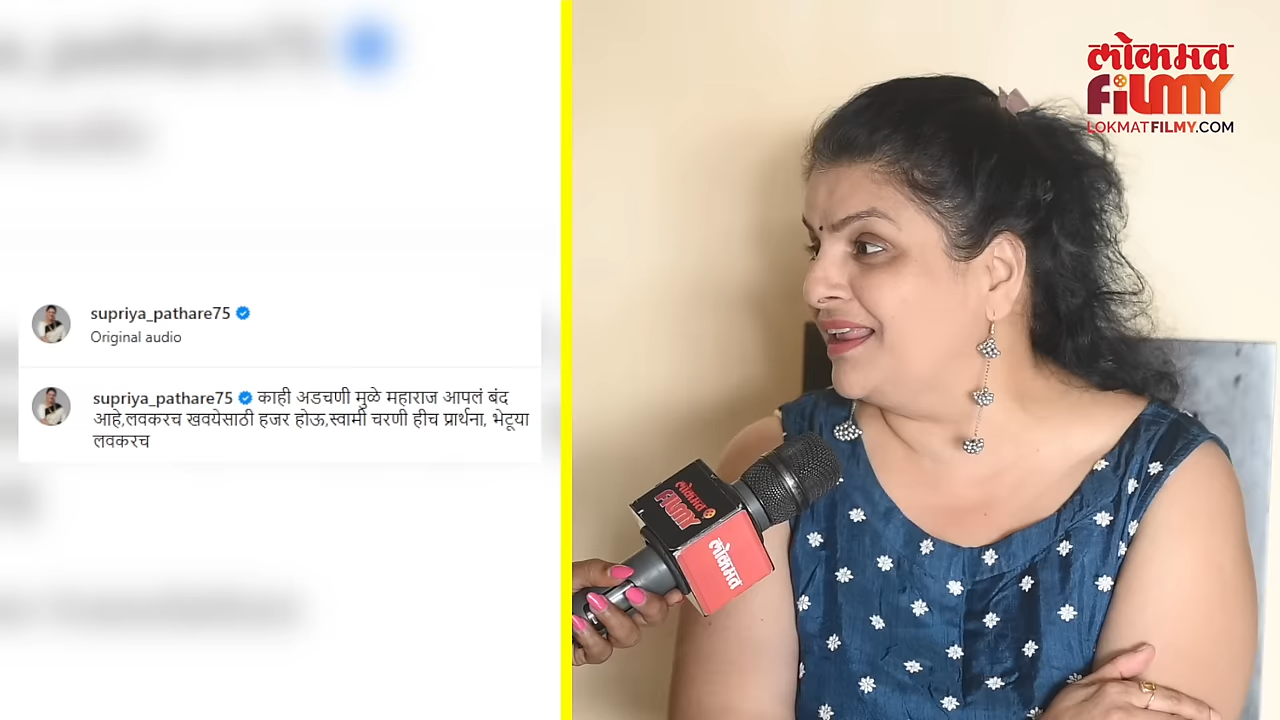 supriya_pathare75
Original audio
supriya_pathare75 काही अडचणी मुळे महाराज आपलं बंद
आहे,लवकरच खवयेसाठी हजर होऊ,स्वामी चरणी हीच प्रार्थना, भेटूया
लवकरच
लोकमत
FILMY
LOKMATFILMY.COM
लोकमत
FILMY
लोकमत